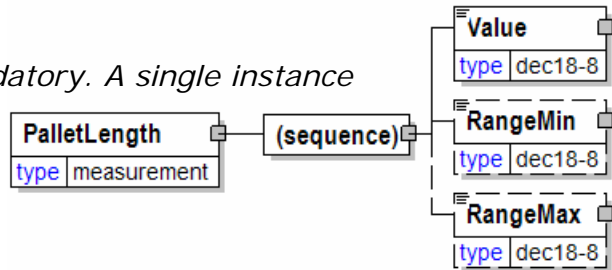 Value
type dec18-8
datory. A single instance
PalletLength
type measurement
(sequence)
RangeMin
type dec18-8
RangeMax
type dec18-8